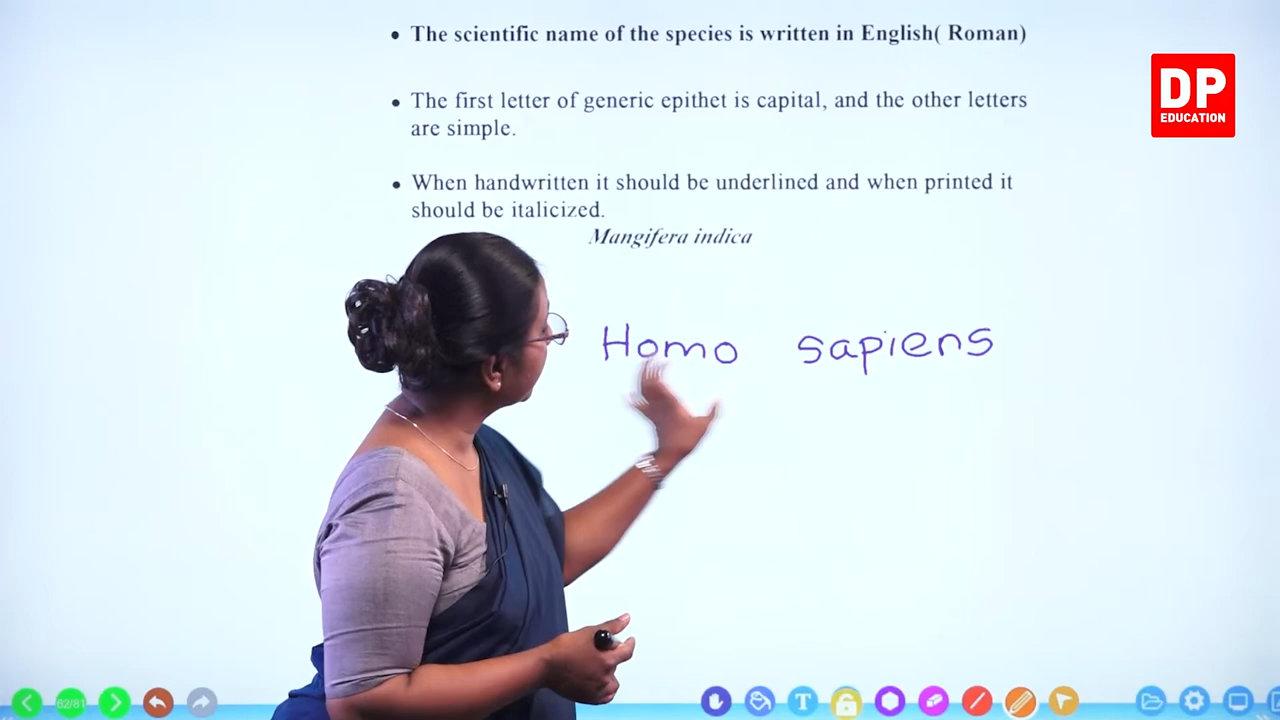 • The scientific name of the species is written in English( Roman)
• The first letter of generic epithet is capital, and the other letters
are simple.
• When handwritten it should be underlined and when printed it
should be italicized.
Mangifera indica
Homo sapiens
DP
EDUCATION
62/81
T